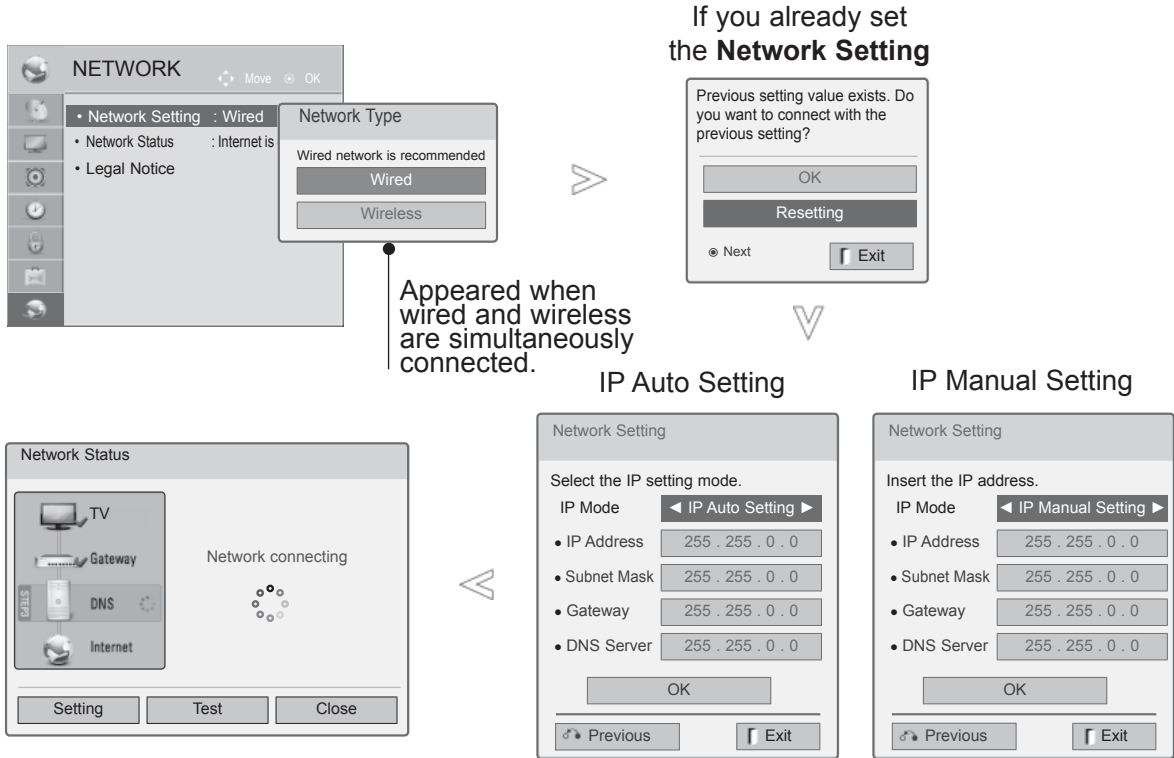 If you already set
the Network Setting
NETWORK
Move ⦿ OK
• Network Setting : Wired
• Network Status : Internet is
• Legal Notice
Network Type
Wired network is recommended
Wired
Wireless
Appeared when
wired and wireless
are simultaneously
connected.
Previous setting value exists. Do
you want to connect with the
previous setting?
OK
Resetting
⦿ Next
Exit
IP Auto Setting
Network Setting
Select the IP setting mode.
IP Mode ◄ IP Auto Setting ►
• IP Address 255 . 255 . 0 . 0
• Subnet Mask 255 . 255 . 0 . 0
• Gateway 255 . 255 . 0 . 0
• DNS Server 255 . 255 . 0 . 0
OK
Previous
Exit
IP Manual Setting
Network Setting
Insert the IP address.
IP Mode ◄ IP Manual Setting ►
• IP Address 255 . 255 . 0 . 0
• Subnet Mask 255 . 255 . 0 . 0
• Gateway 255 . 255 . 0 . 0
• DNS Server 255 . 255 . 0 . 0
OK
Previous
Exit
Network Status
TV
Gateway
STEP3
DNS
Internet
Network connecting
Setting
Test
Close